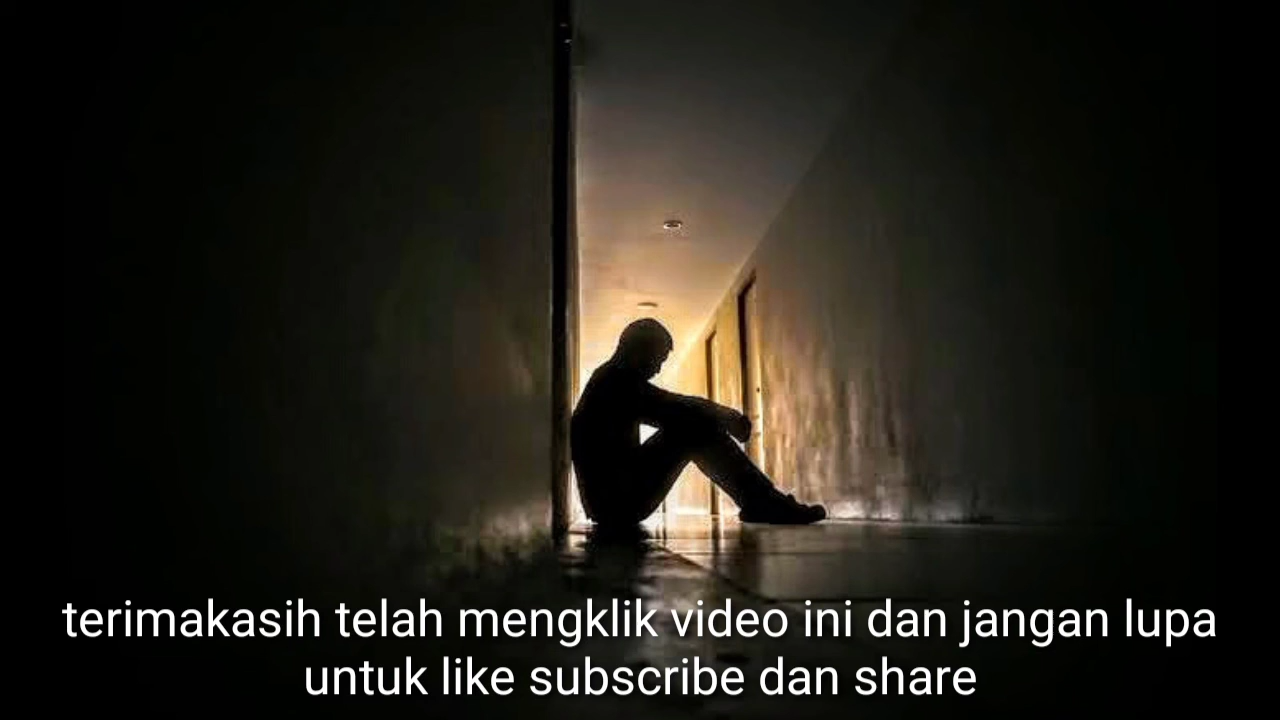 terimakasih telah mengklik video ini dan jangan lupa
untuk like subscribe dan share